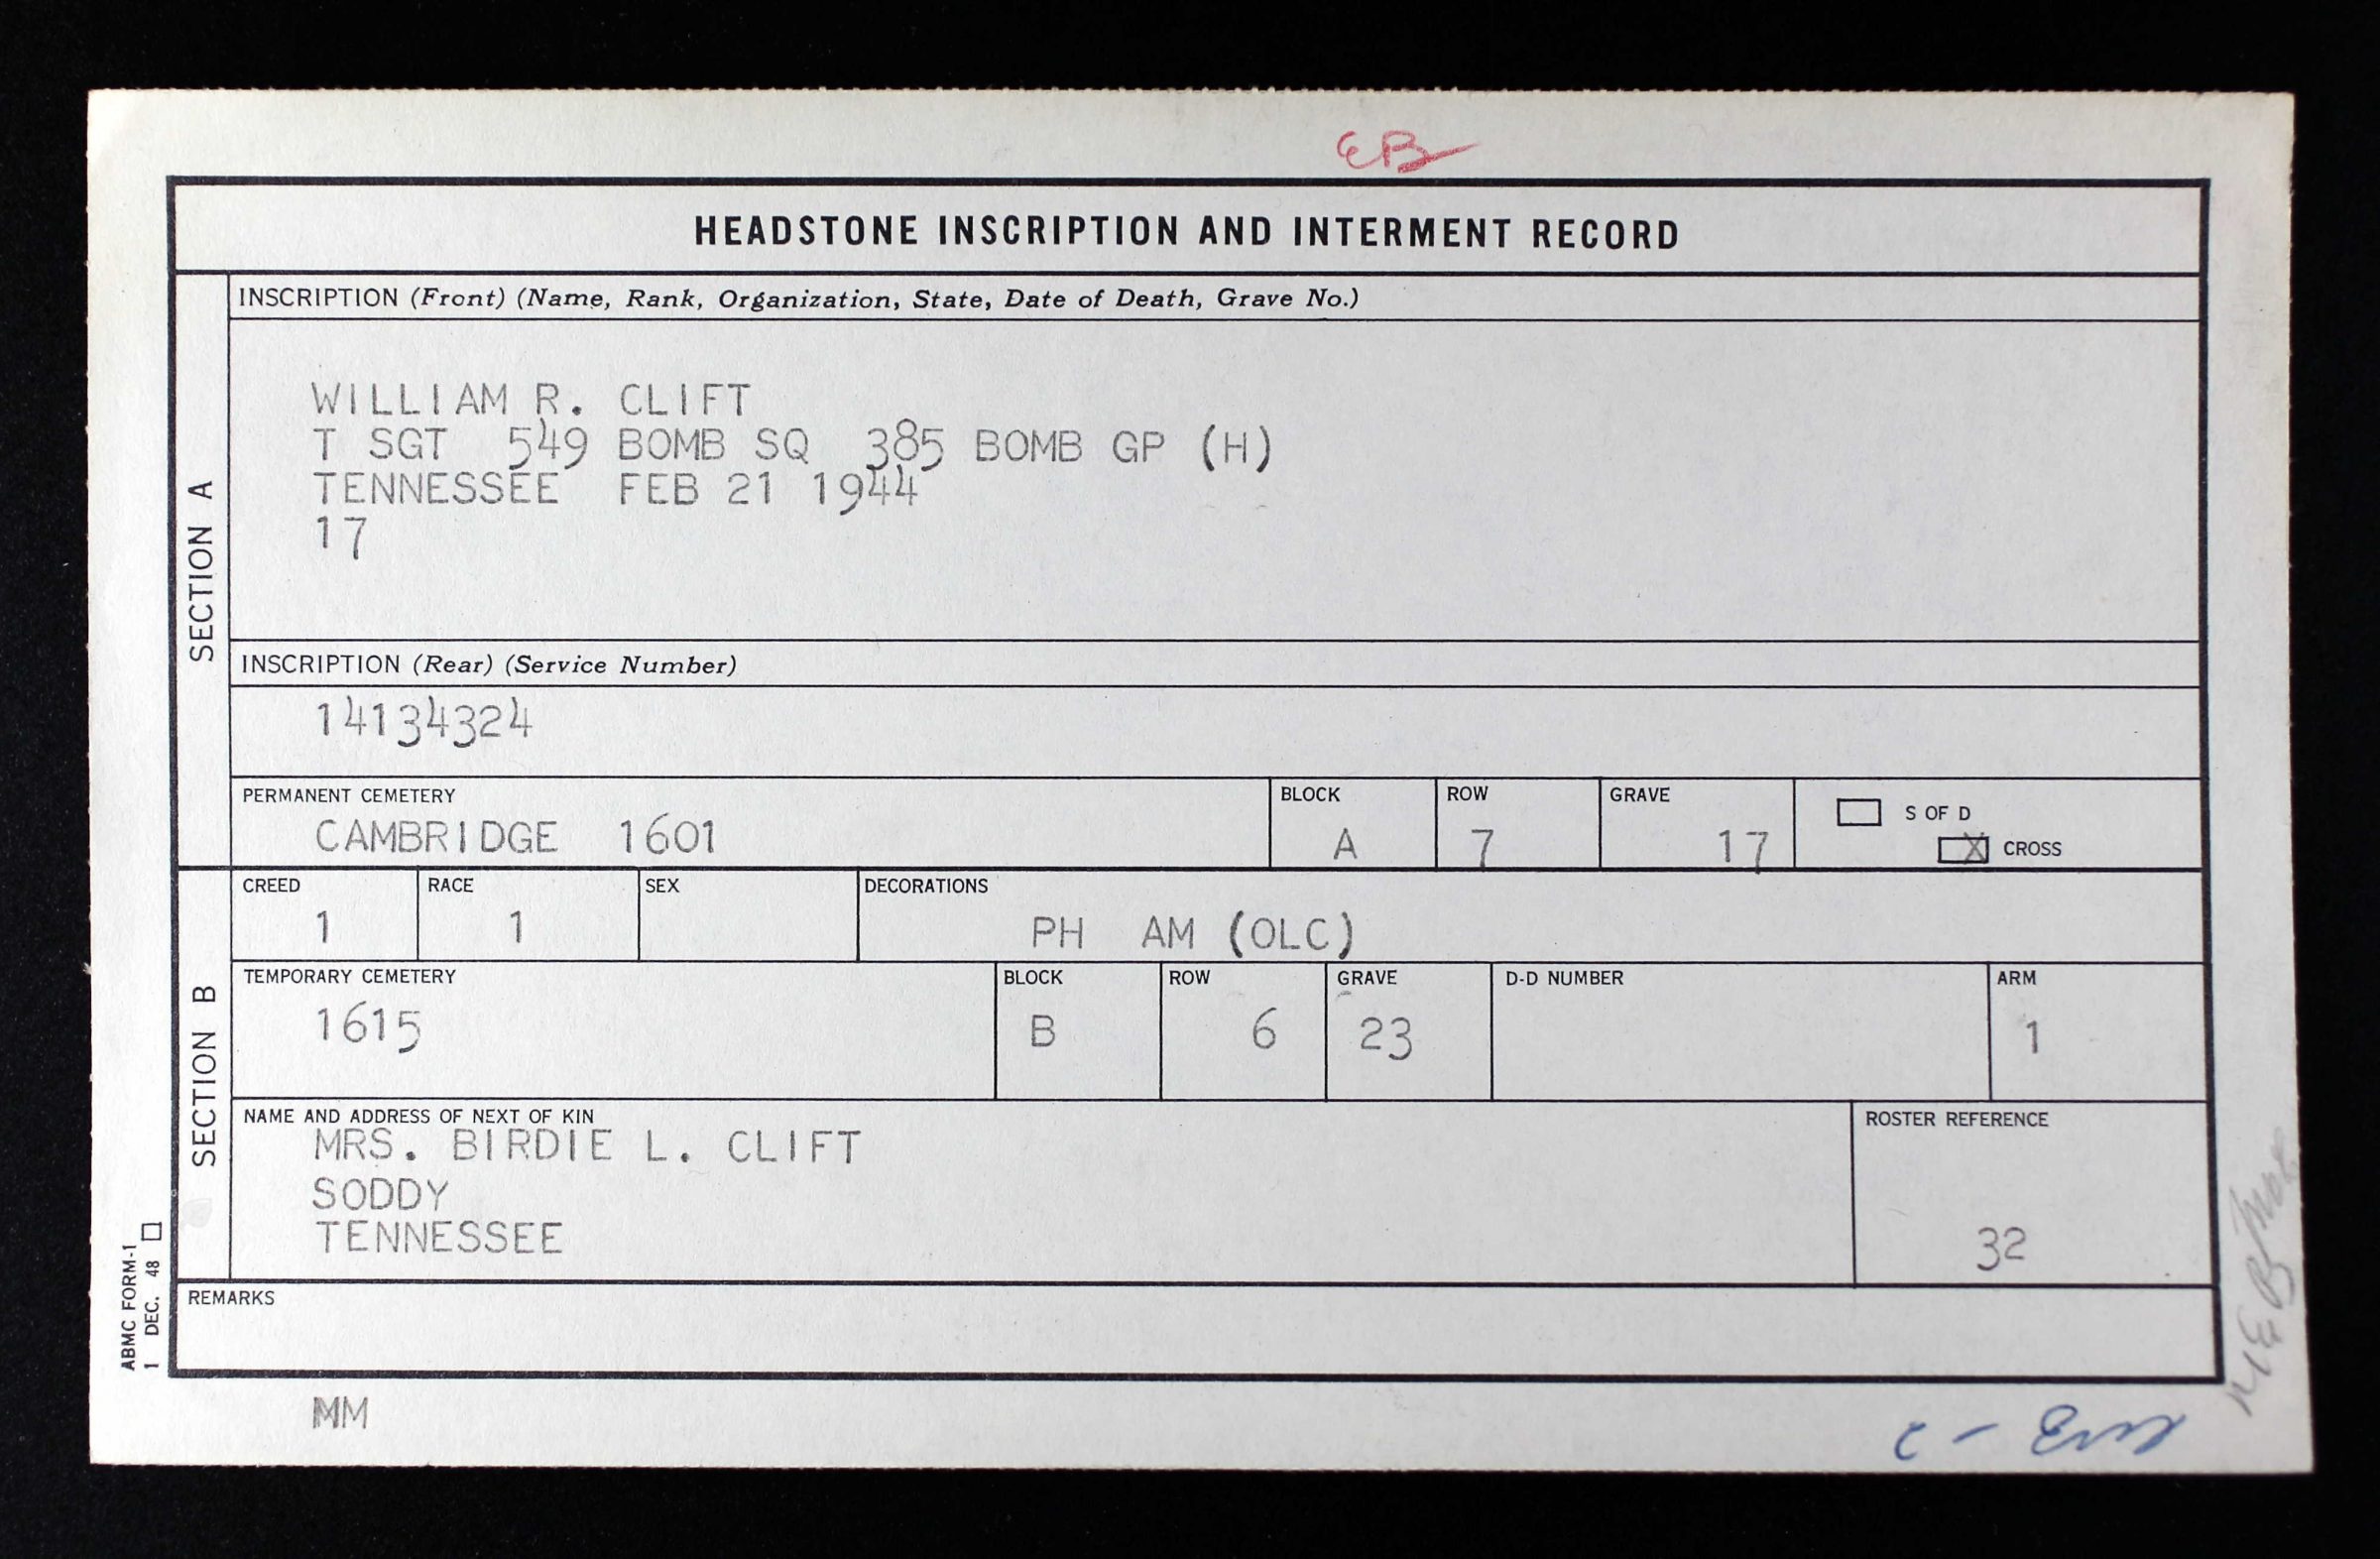 EB
HEADSTONE INSCRIPTION AND INTERMENT RECORD
SECTION A
INSCRIPTION (Front) (Name, Rank, Organization, State, Date of Death, Grave No.)
WILLIAM R. CLIFT
T SGT 549 BOMB SQ 385 BOMB GP (H)
TENNESSEE FEB 21 1944
17
INSCRIPTION (Rear) (Service Number)
14134324
PERMANENT CEMETERY BLOCK ROW GRAVE
CAMBRIDGE 1601 A 7 17
S OF D
X CROSS
SECTION B
CREED RACE SEX DECORATIONS
1 1 PH AM (OLC)
TEMPORARY CEMETERY BLOCK ROW GRAVE D-D NUMBER ARM
1615 B 6 23 1
NAME AND ADDRESS OF NEXT OF KIN ROSTER REFERENCE
MRS. BIRDIE L. CLIFT
SODDY
TENNESSEE 32
REMARKS
ABMC FORM-1
1 DEC. 48
MM